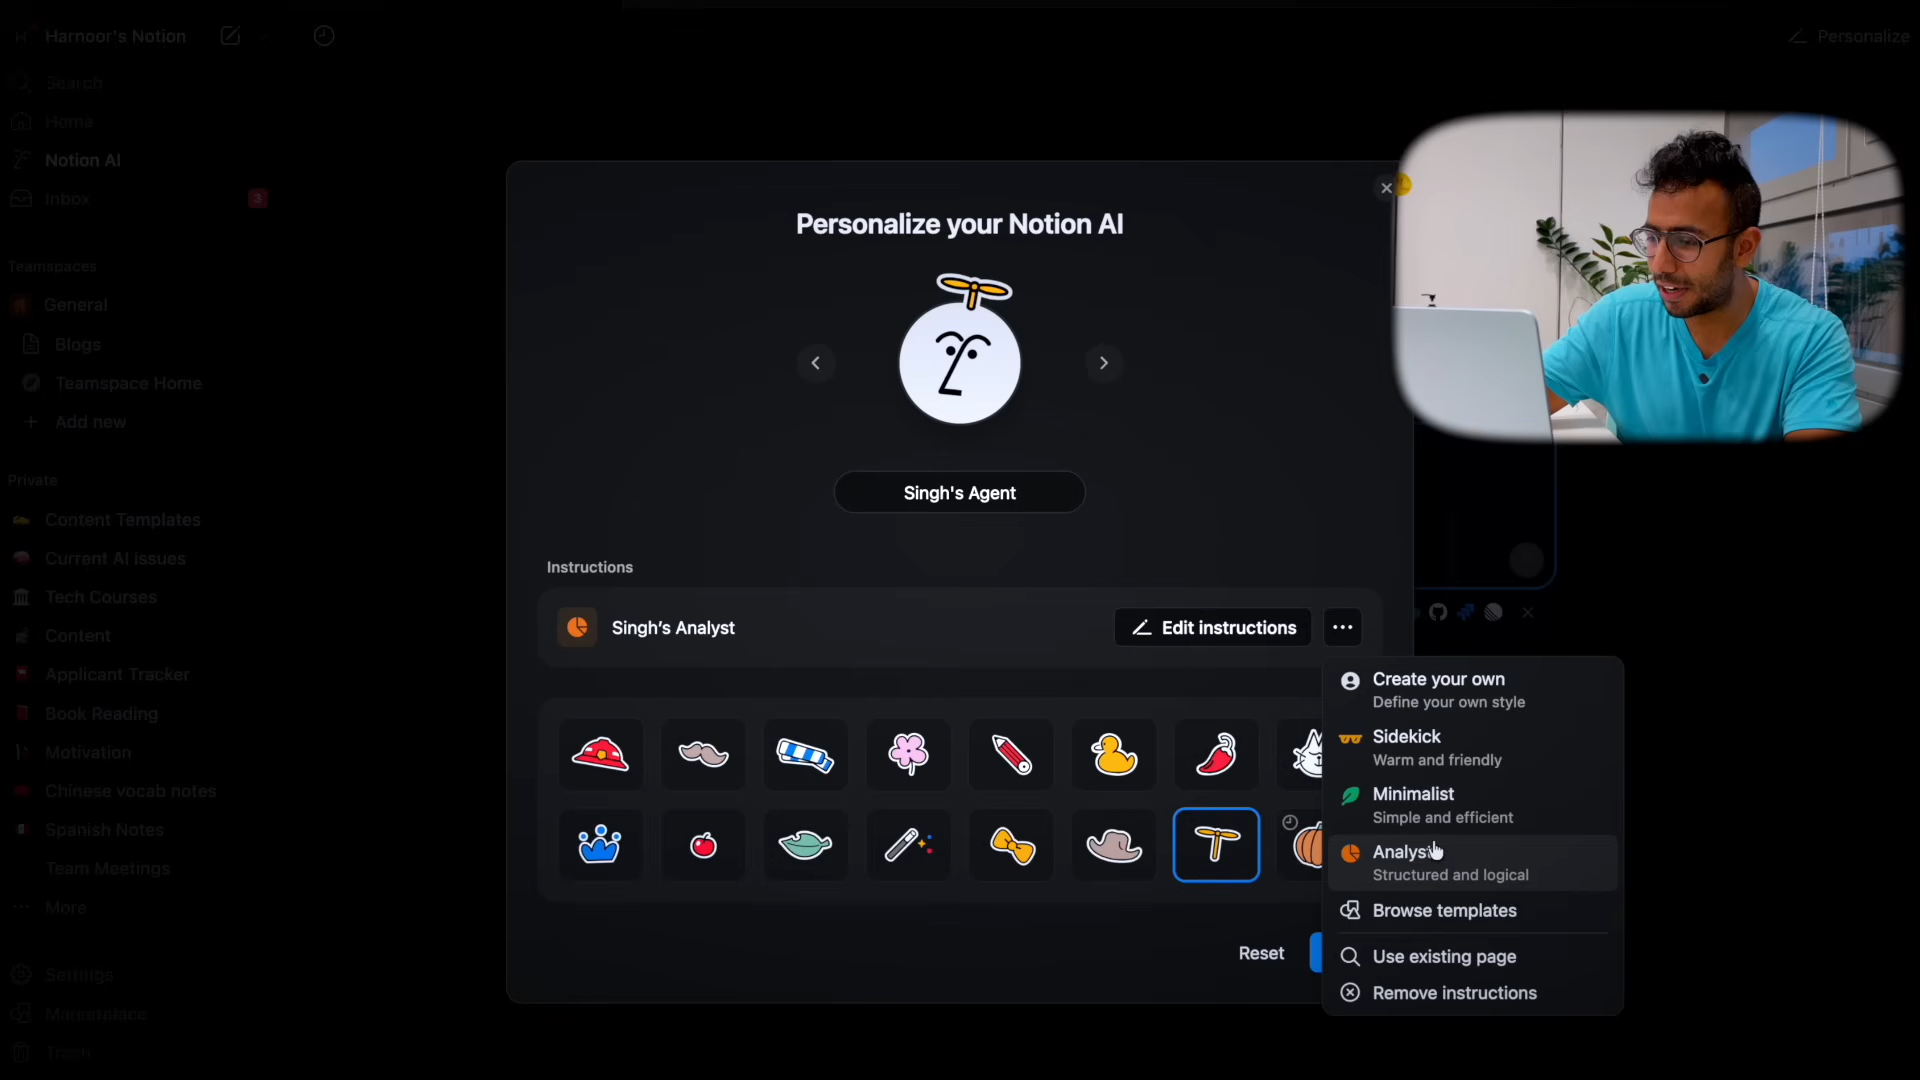 Harnoor's Notion
Personalize
Search
Home
Notion AI
Inbox
3
Teamspaces
General
Blogs
Teamspace Home
Add new
Private
Content Templates
Current AI issues
Tech Courses
Content
Applicant Tracker
Book Reading
Motivation
Chinese vocab notes
Spanish Notes
Team Meetings
More
Settings
Marketplace
Trash
Personalize your Notion AI
Singh's Agent
Instructions
Singh’s Analyst
Edit instructions
Create your own
Define your own style
Sidekick
Warm and friendly
Minimalist
Simple and efficient
Analyst
Structured and logical
Browse templates
Use existing page
Remove instructions
Reset